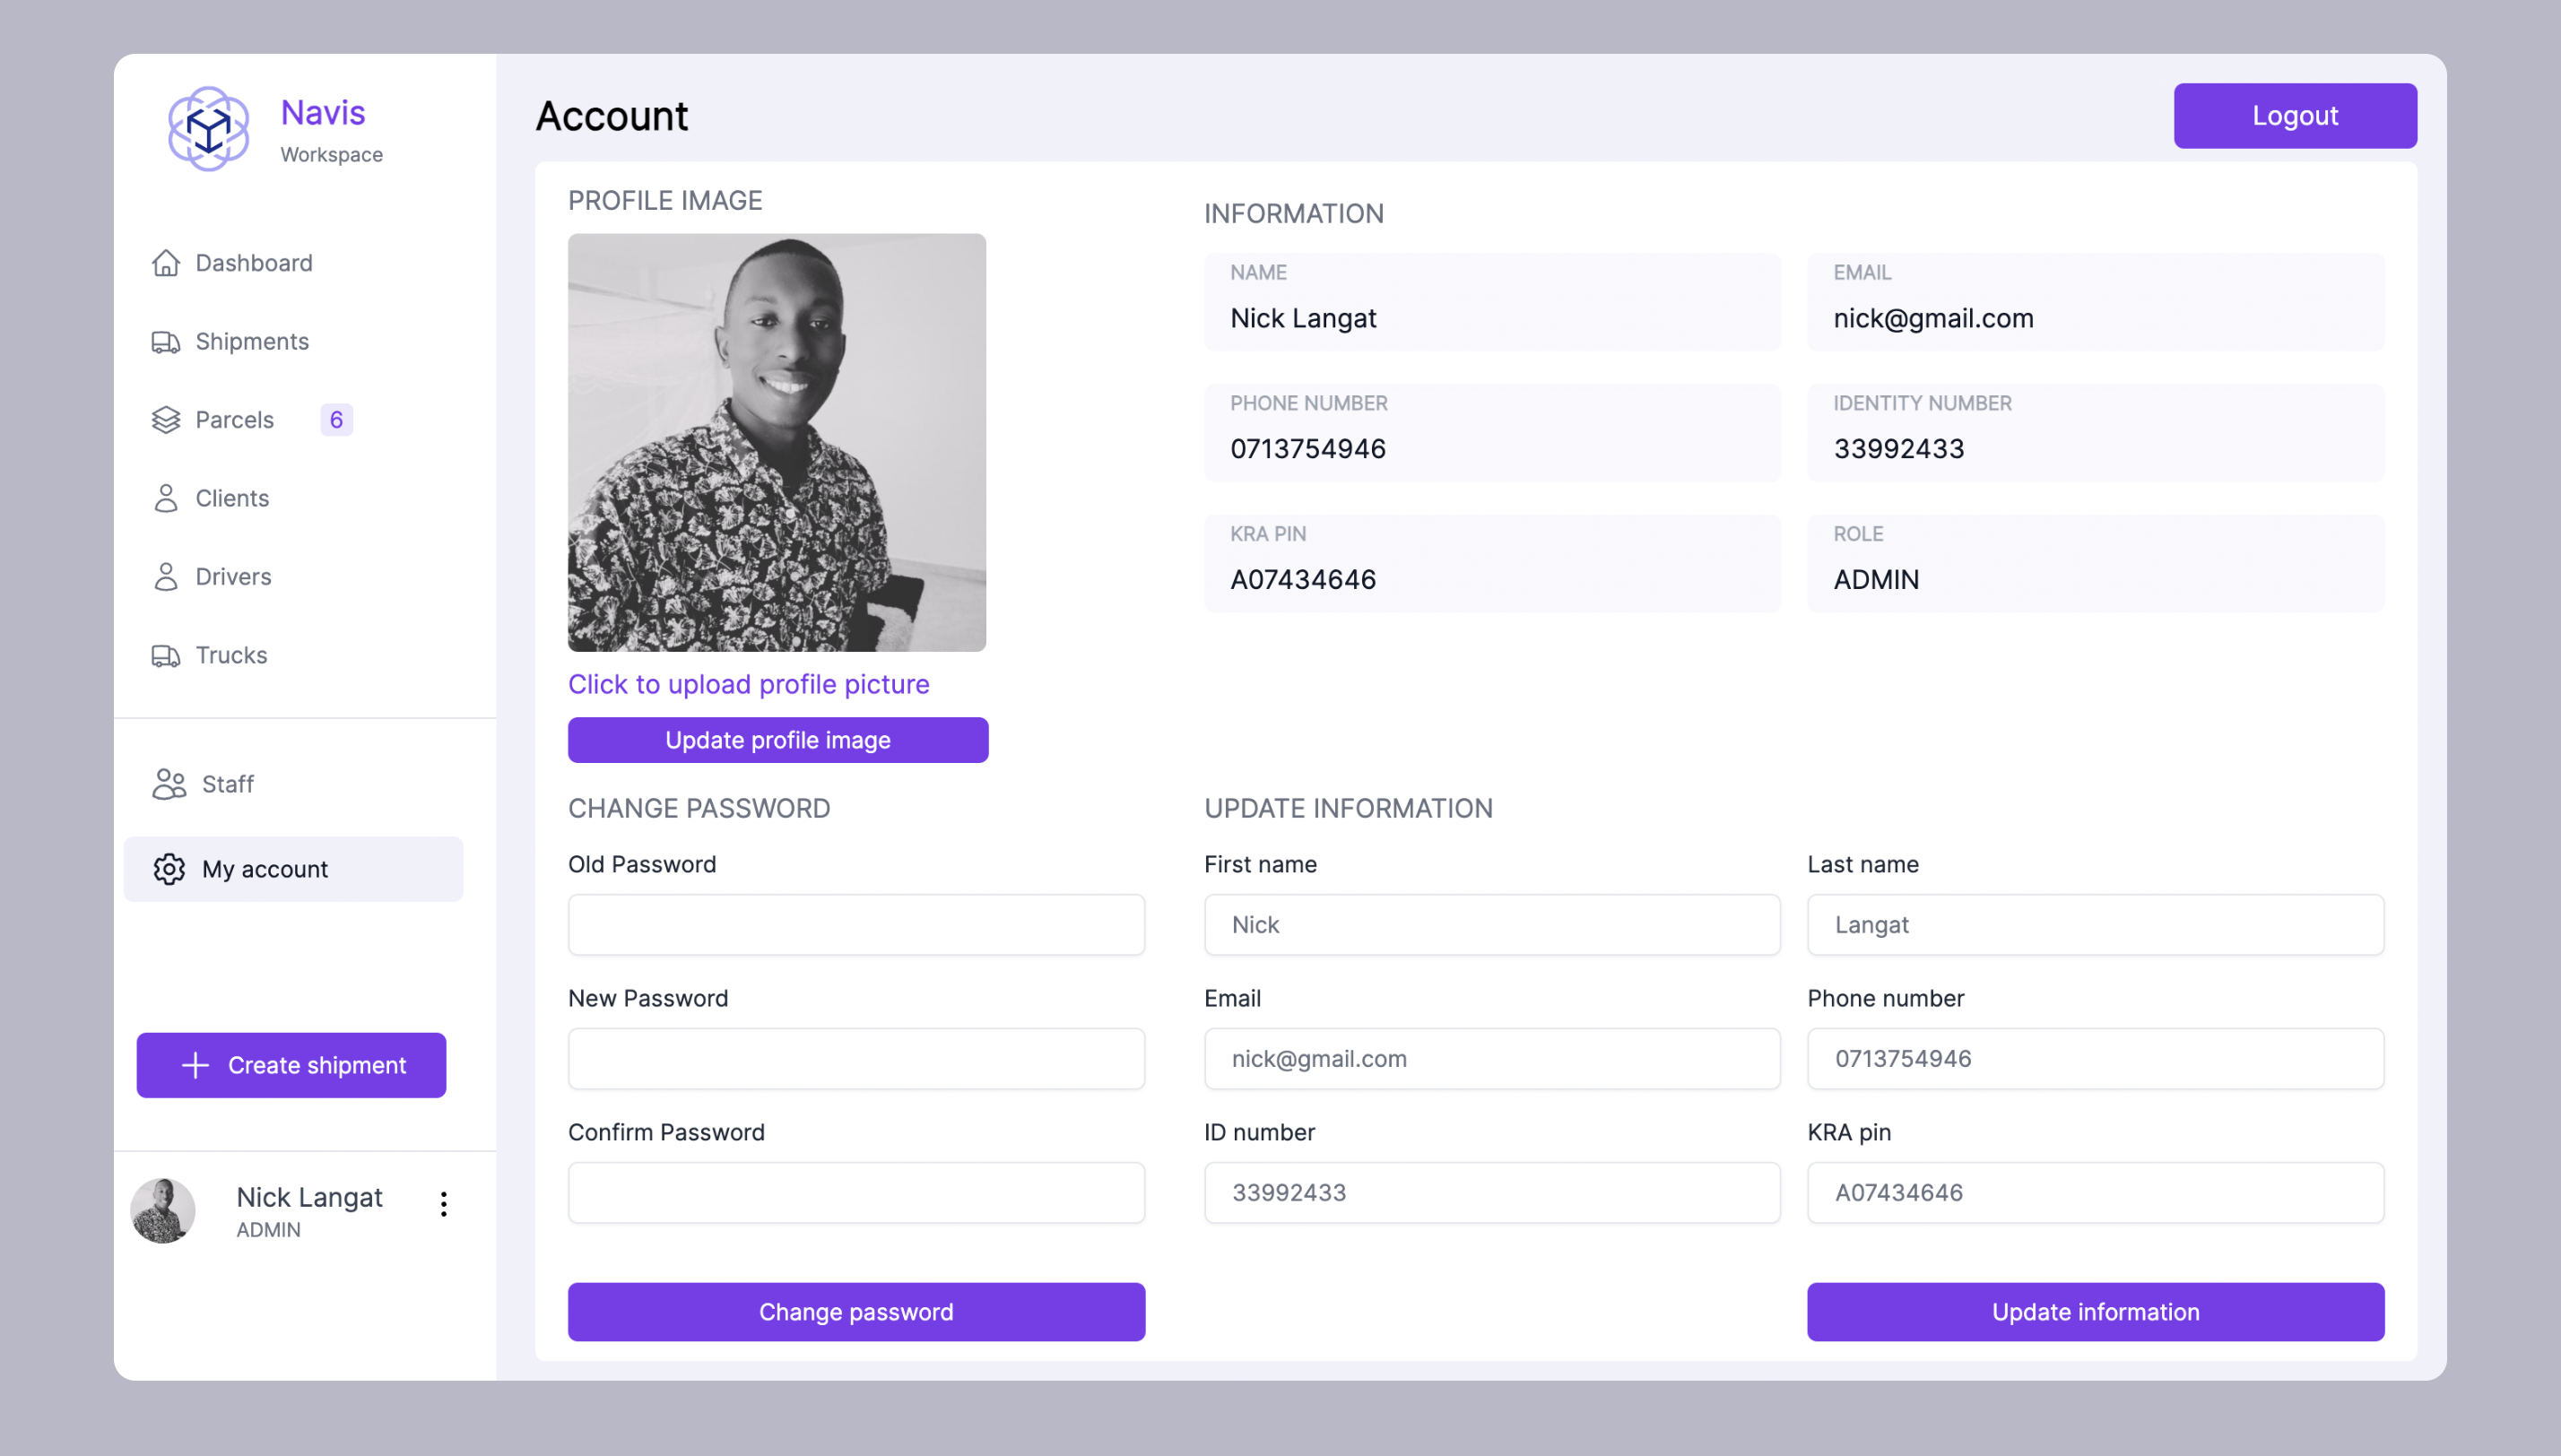 Navis
Workspace
Dashboard
Shipments
Parcels 6
Clients
Drivers
Trucks
Staff
My account
Create shipment
Nick Langat
ADMIN
Account
Logout
PROFILE IMAGE
Click to upload profile picture
Update profile image
INFORMATION
NAME
Nick Langat
EMAIL
nick@gmail.com
PHONE NUMBER
0713754946
IDENTITY NUMBER
33992433
KRA PIN
A07434646
ROLE
ADMIN
CHANGE PASSWORD
Old Password
New Password
Confirm Password
Change password
UPDATE INFORMATION
First name
Nick
Last name
Langat
Email
nick@gmail.com
Phone number
0713754946
ID number
33992433
KRA pin
A07434646
Update information